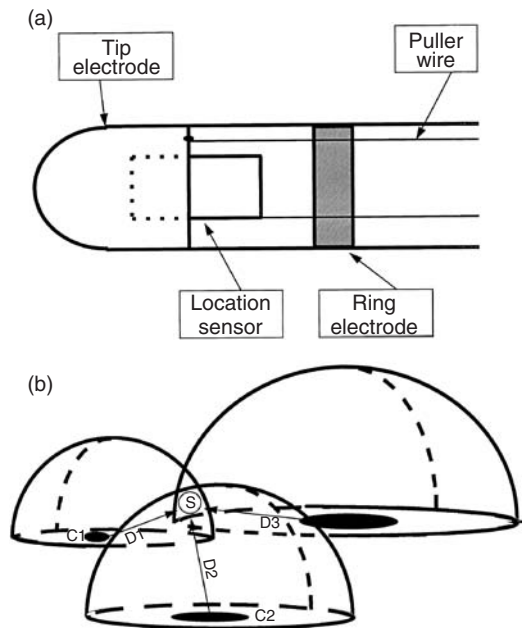 (a)
Tip
electrode
Puller
wire
Location
sensor
Ring
electrode
(b)
S
C1
D1
D3
D2
C2